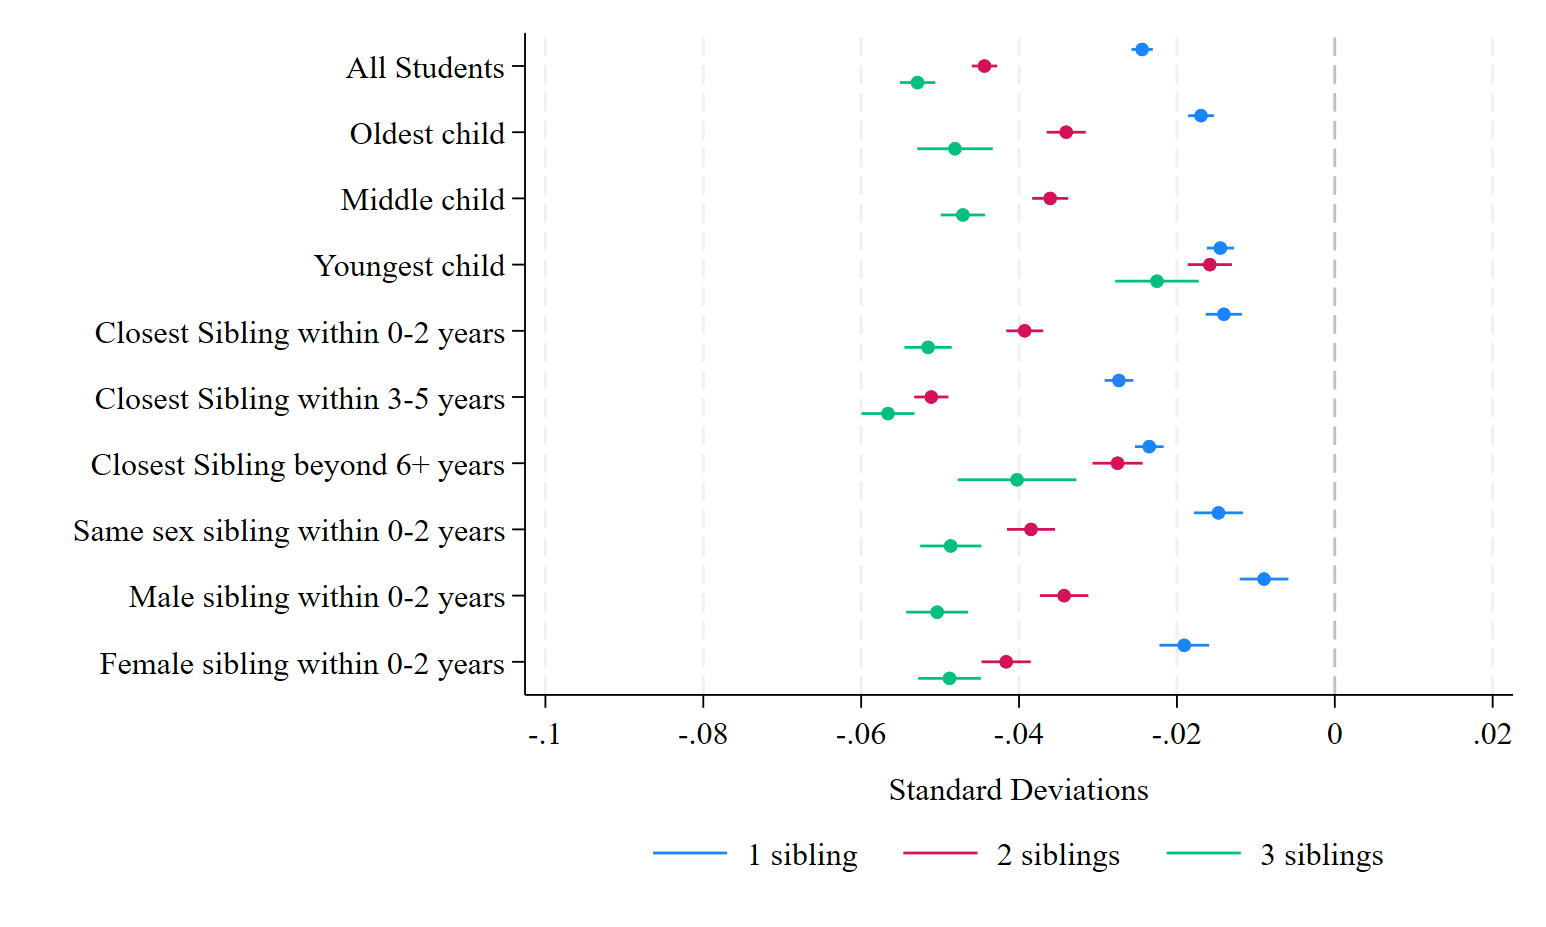 All Students
Oldest child
Middle child
Youngest child
Closest Sibling within 0-2 years
Closest Sibling within 3-5 years
Closest Sibling beyond 6+ years
Same sex sibling within 0-2 years
Male sibling within 0-2 years
Female sibling within 0-2 years
-.1 -.08 -.06 -.04 -.02 0 .02
Standard Deviations
1 sibling 2 siblings 3 siblings